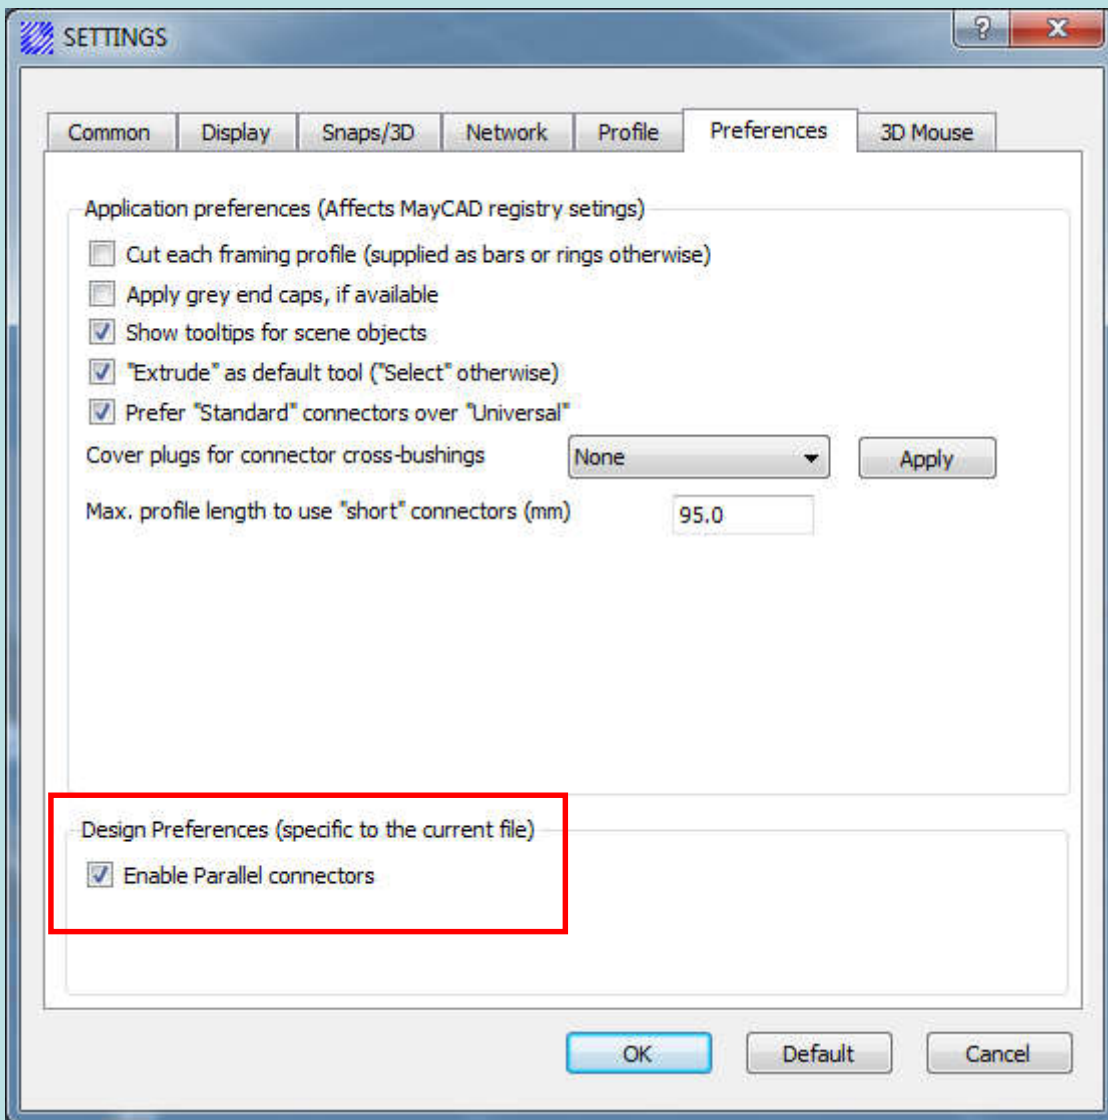 SETTINGS
?
X
Common
Display
Snaps/3D
Network
Profile
Preferences
3D Mouse
Application preferences (Affects MayCAD registry setings)
Cut each framing profile (supplied as bars or rings otherwise)
Apply grey end caps, if available
Show tooltips for scene objects
"Extrude" as default tool ("Select" otherwise)
Prefer "Standard" connectors over "Universal"
Cover plugs for connector cross-bushings
None
Apply
Max. profile length to use "short" connectors (mm)
95.0
Design Preferences (specific to the current file)
Enable Parallel connectors
OK
Default
Cancel